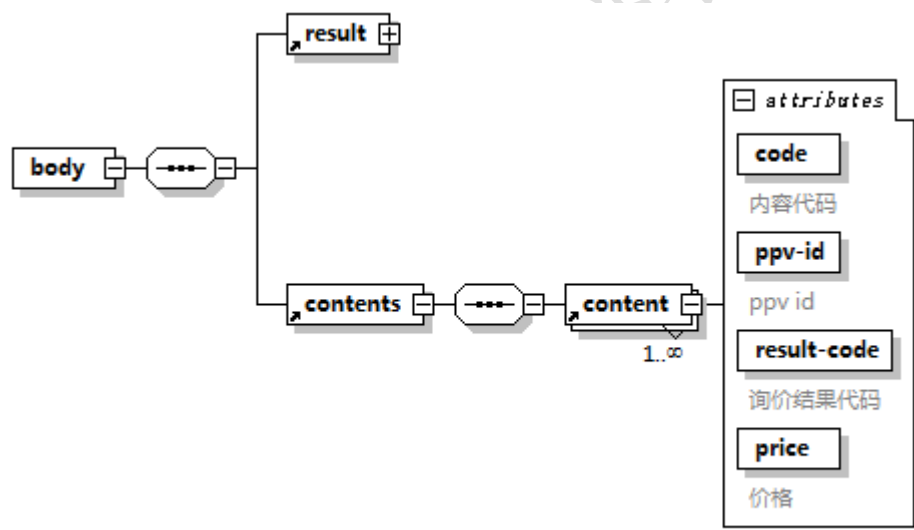 result
body
contents
content
1..∞
attributes
code
内容代码
ppv-id
ppv id
result-code
询价结果代码
price
价格